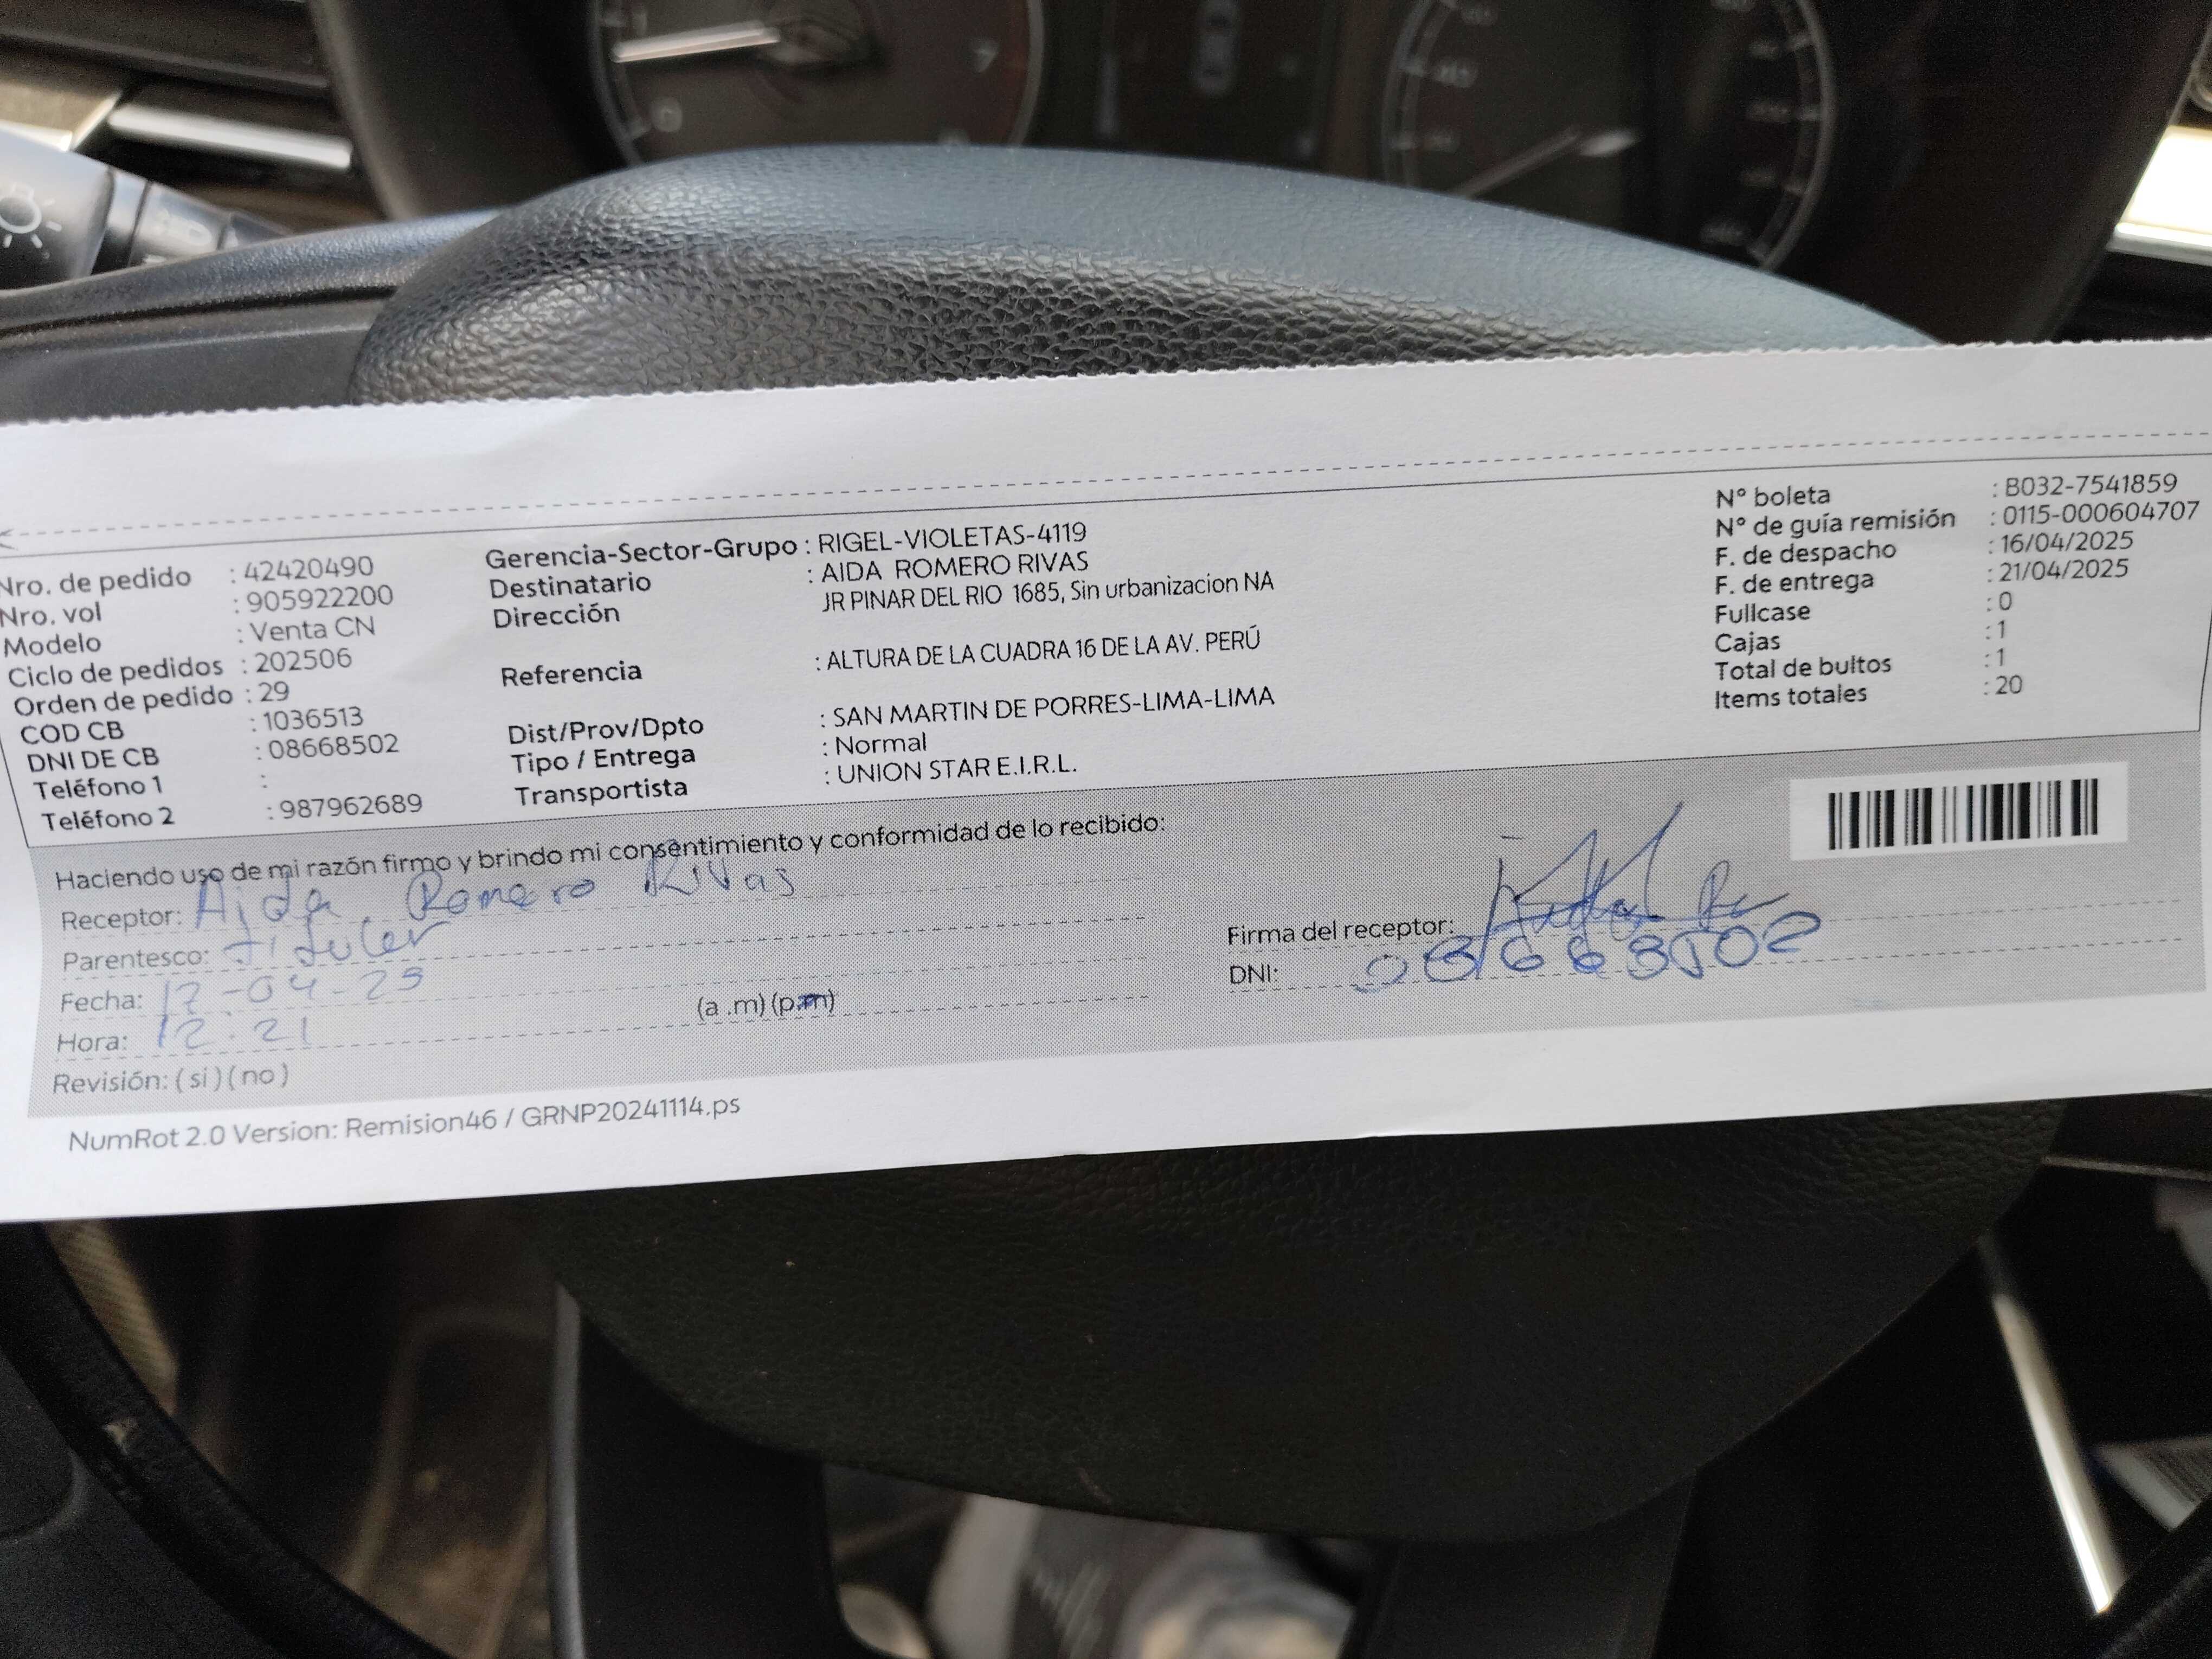 Nro. de pedido : 42420490
Nro. vol : 905922200
Modelo : Venta CN
Ciclo de pedidos : 202506
Orden de pedido : 29
COD CB : 1036513
DNI DE CB : 08668502
Teléfono 1 :
Teléfono 2 : 987962689
Gerencia-Sector-Grupo : RIGEL-VIOLETAS-4119
Destinatario : AIDA ROMERO RIVAS
Dirección JR PINAR DEL RIO 1685, Sin urbanizacion NA
Referencia : ALTURA DE LA CUADRA 16 DE LA AV. PERÚ
Dist/Prov/Dpto : SAN MARTIN DE PORRES-LIMA-LIMA
Tipo / Entrega : Normal
Transportista : UNION STAR E.I.R.L.
N° boleta : B032-7541859
N° de guía remisión : 0115-000604707
F. de despacho : 16/04/2025
F. de entrega : 21/04/2025
Fullcase : 0
Cajas : 1
Total de bultos : 1
Items totales : 20
Haciendo uso de mi razón firmo y brindo mi consentimiento y conformidad de lo recibido:
Receptor: Aida Romero Rivas
Parentesco: Titular
Fecha: 17-04-25
Hora: 12.21 (a .m) (p.m)
Revisión: ( si ) ( no )
Firma del receptor:
DNI: 08668502
NumRot 2.0 Version: Remision46 / GRNP20241114.ps